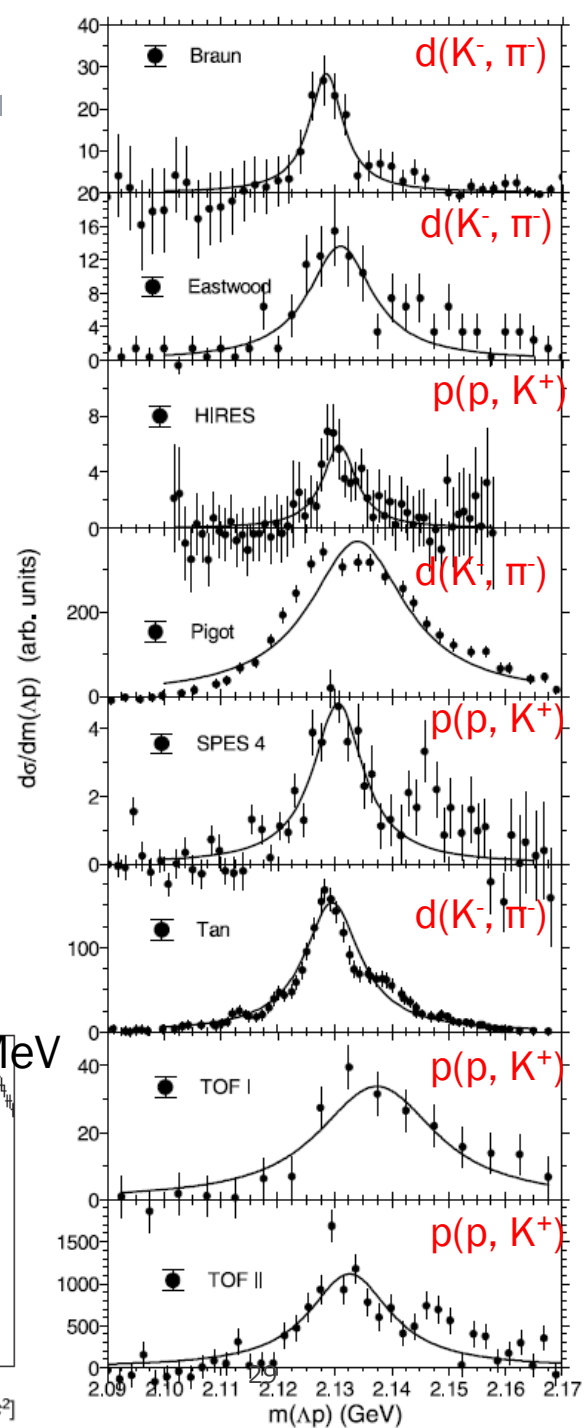 40
30
20
10
20
Braun
d(K⁻, π⁻)
16
12
8
4
0
Eastwood
d(K⁻, π⁻)
8
4
0
HIRES
p(p, K⁺)
200
0
Pigot
d(K⁻, π⁻)
4
2
0
SPES 4
p(p, K⁺)
100
0
Tan
d(K⁻, π⁻)
MeV
40
20
0
TOF I
p(p, K⁺)
1500
1000
500
0
TOF II
p(p, K⁺)
dσ/dm(Λp) (arb. units)
29
2.09 2.10 2.11 2.12 2.13 2.14 2.15 2.16 2.17
m(Λp) (GeV)
²]